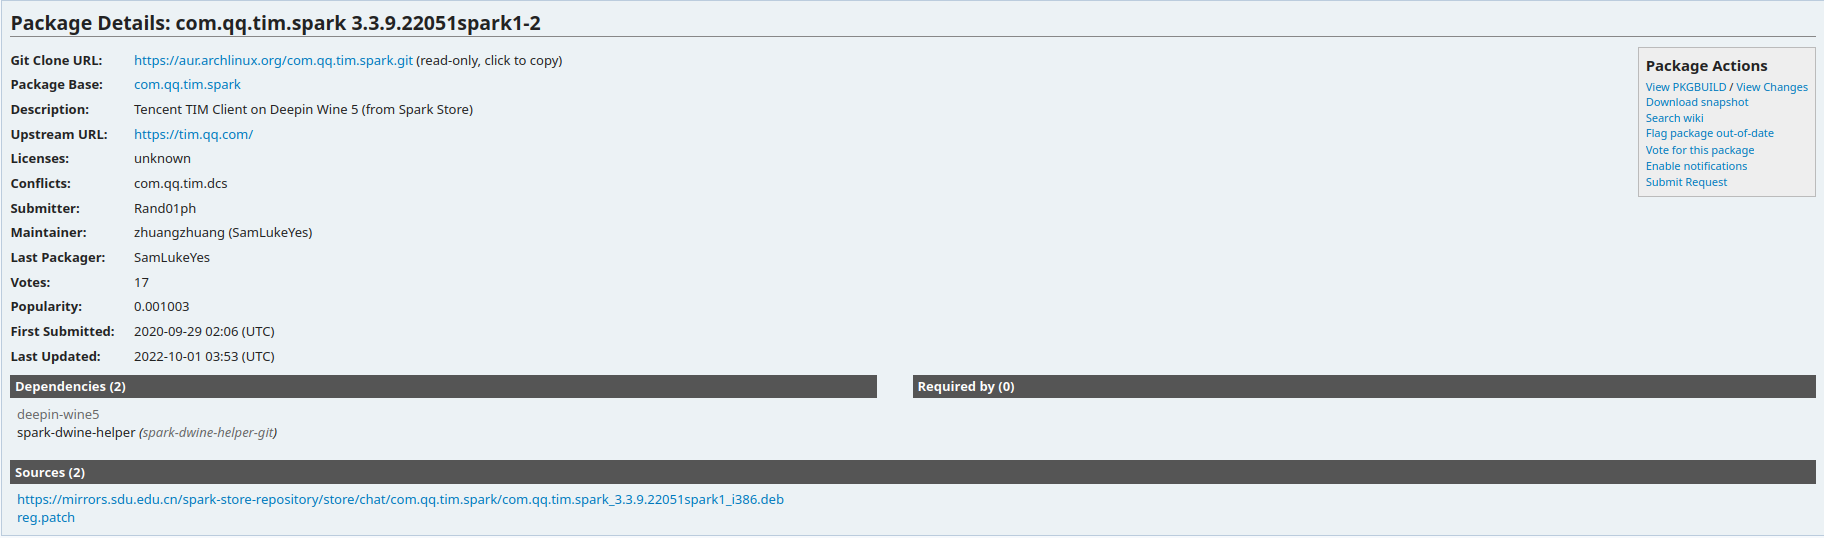 Package Details: com.qq.tim.spark 3.3.9.22051spark1-2
Git Clone URL: https://aur.archlinux.org/com.qq.tim.spark.git (read-only, click to copy)
Package Base: com.qq.tim.spark
Description: Tencent TIM Client on Deepin Wine 5 (from Spark Store)
Upstream URL: https://tim.qq.com/
Licenses: unknown
Conflicts: com.qq.tim.dcs
Submitter: Rand01ph
Maintainer: zhuangzhuang (SamLukeYes)
Last Packager: SamLukeYes
Votes: 17
Popularity: 0.001003
First Submitted: 2020-09-29 02:06 (UTC)
Last Updated: 2022-10-01 03:53 (UTC)
Package Actions
View PKGBUILD / View Changes
Download snapshot
Search wiki
Flag package out-of-date
Vote for this package
Enable notifications
Submit Request
Dependencies (2)
deepin-wine5
spark-dwine-helper (spark-dwine-helper-git)
Required by (0)
Sources (2)
https://mirrors.sdu.edu.cn/spark-store-repository/store/chat/com.qq.tim.spark/com.qq.tim.spark_3.3.9.22051spark1_i386.deb
reg.patch